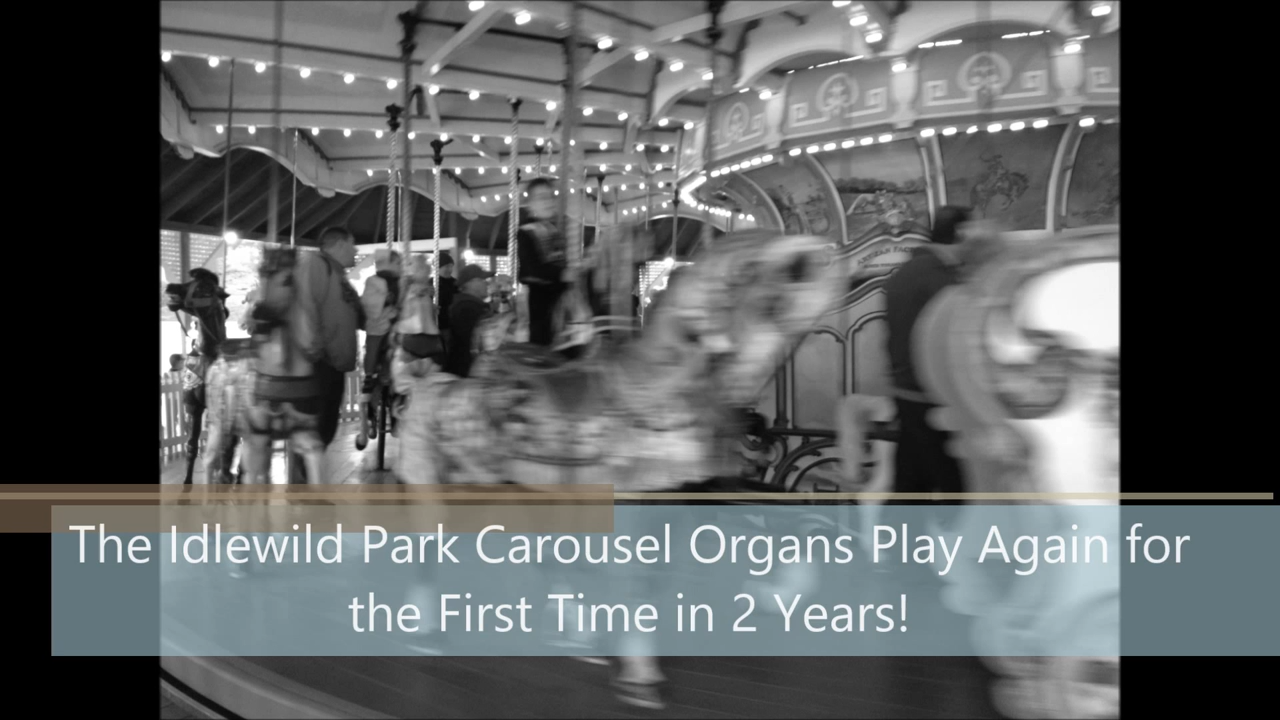 The Idlewild Park Carousel Organs Play Again for
the First Time in 2 Years!